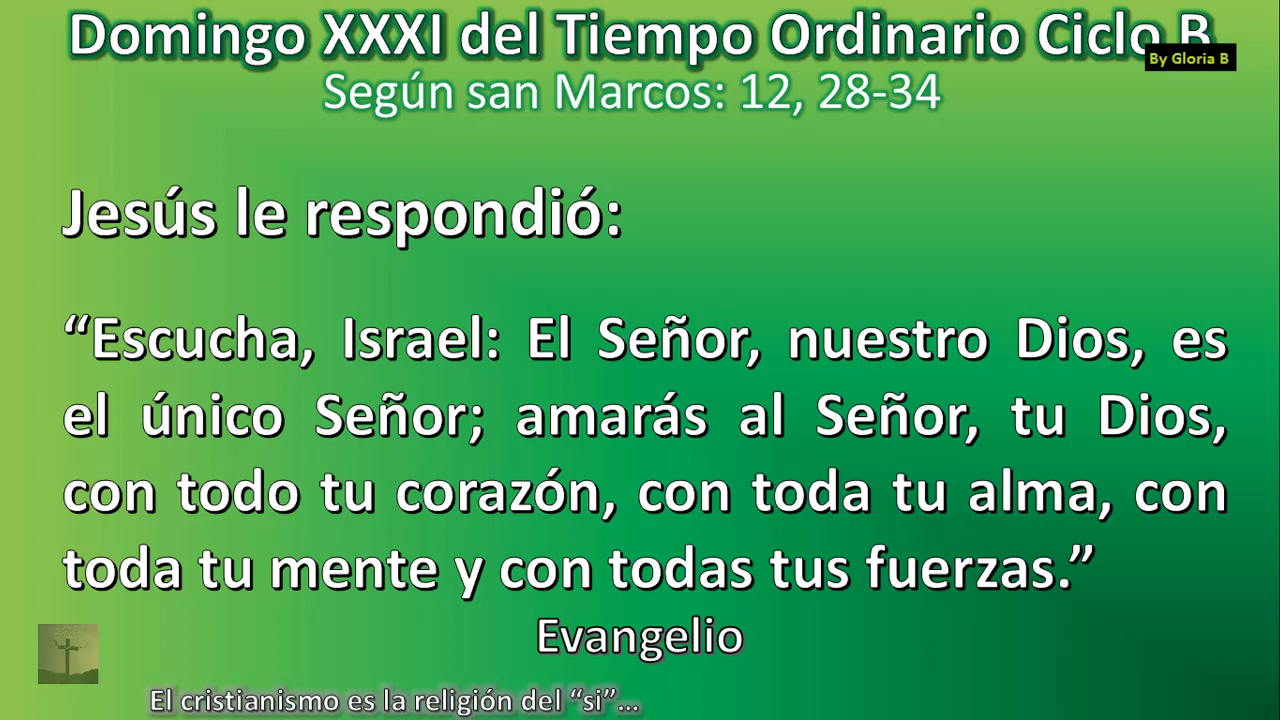 Domingo XXXI del Tiempo Ordinario Ciclo B
By Gloria B
Según san Marcos: 12, 28-34
Jesús le respondió:
“Escucha, Israel: El Señor, nuestro Dios, es
el único Señor; amarás al Señor, tu Dios,
con todo tu corazón, con toda tu alma, con
toda tu mente y con todas tus fuerzas.”
Evangelio
El cristianismo es la religión del “si”...